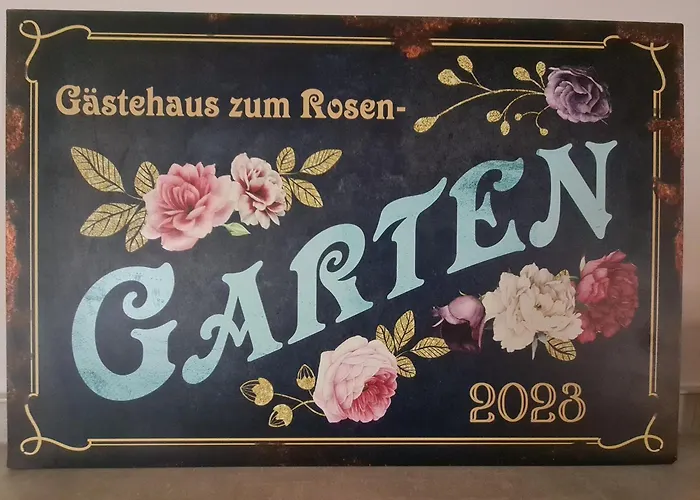 Gästehaus zum Rosen-
GARTEN
2023